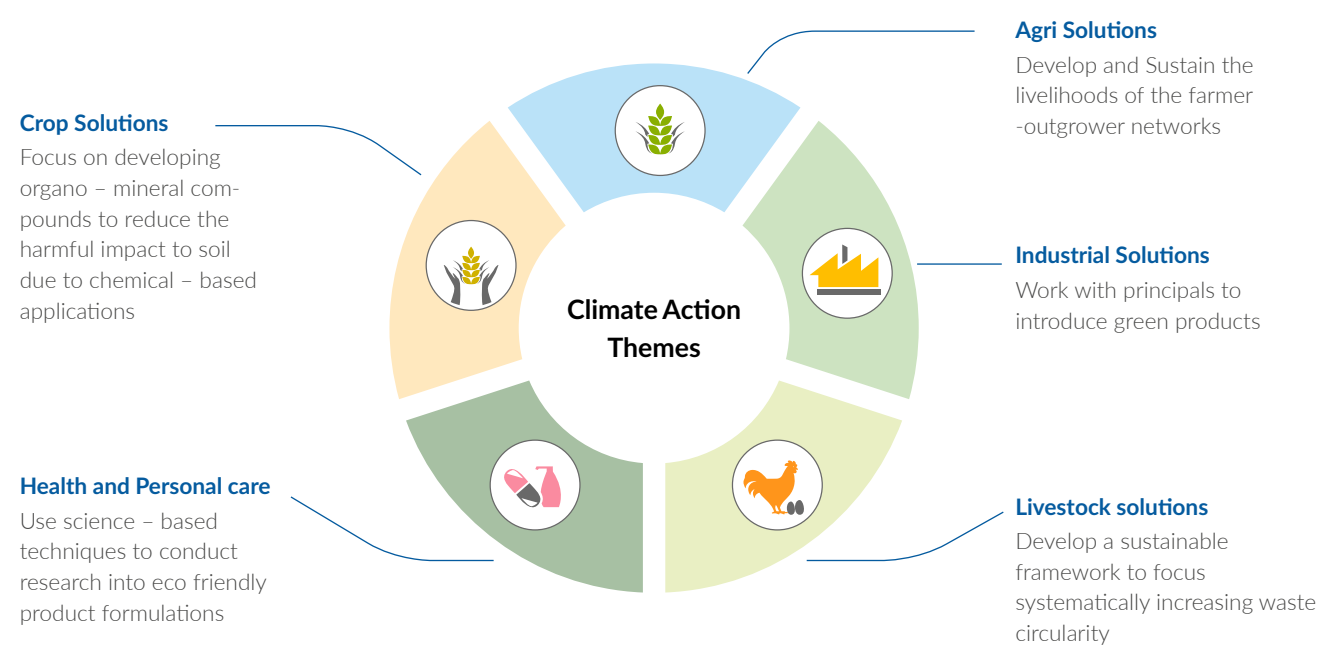 Agri Solutions
Develop and Sustain the
livelihoods of the farmer
-outgrower networks
Crop Solutions
Focus on developing
organo – mineral com-
pounds to reduce the
harmful impact to soil
due to chemical – based
applications
Industrial Solutions
Work with principals to
introduce green products
Climate Action
Themes
Health and Personal care
Use science – based
techniques to conduct
research into eco friendly
product formulations
Livestock solutions
Develop a sustainable
framework to focus
systematically increasing waste
circularity